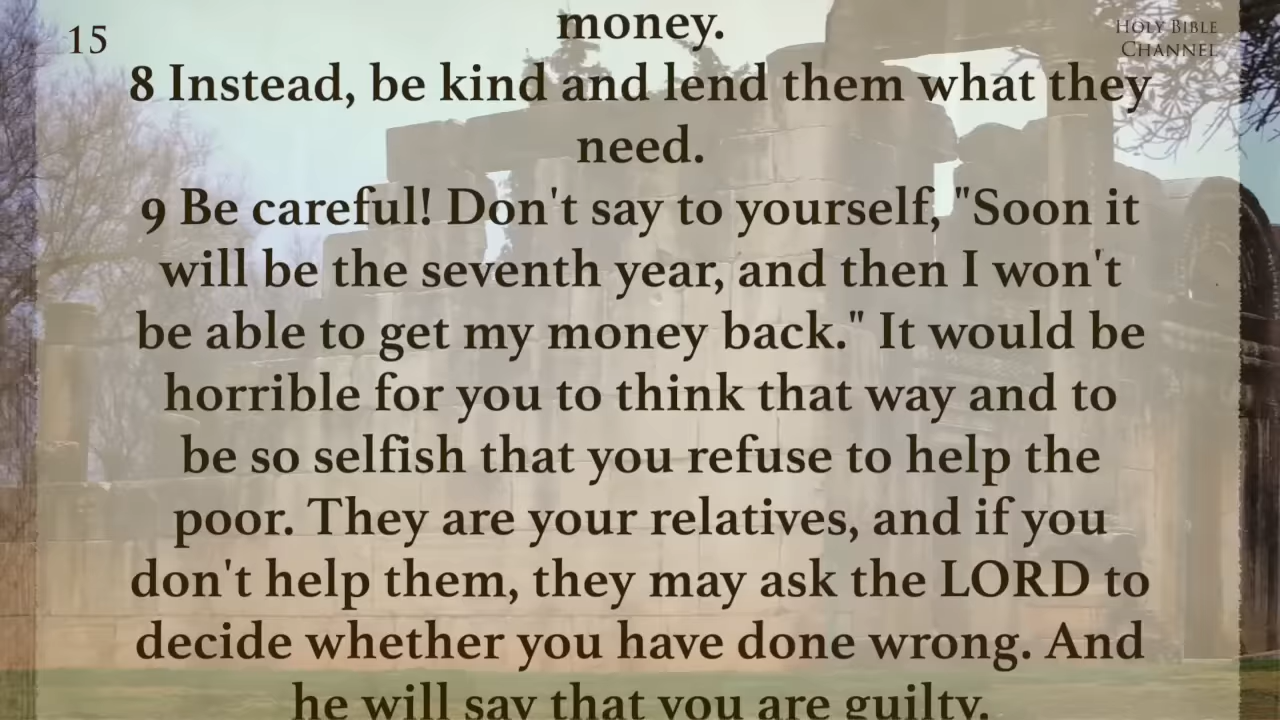 15
HOLY BIBLE
CHANNEL
money.
8 Instead, be kind and lend them what they
need.
9 Be careful! Don't say to yourself, "Soon it
will be the seventh year, and then I won't
be able to get my money back." It would be
horrible for you to think that way and to
be so selfish that you refuse to help the
poor. They are your relatives, and if you
don't help them, they may ask the LORD to
decide whether you have done wrong. And
he will say that you are guilty.